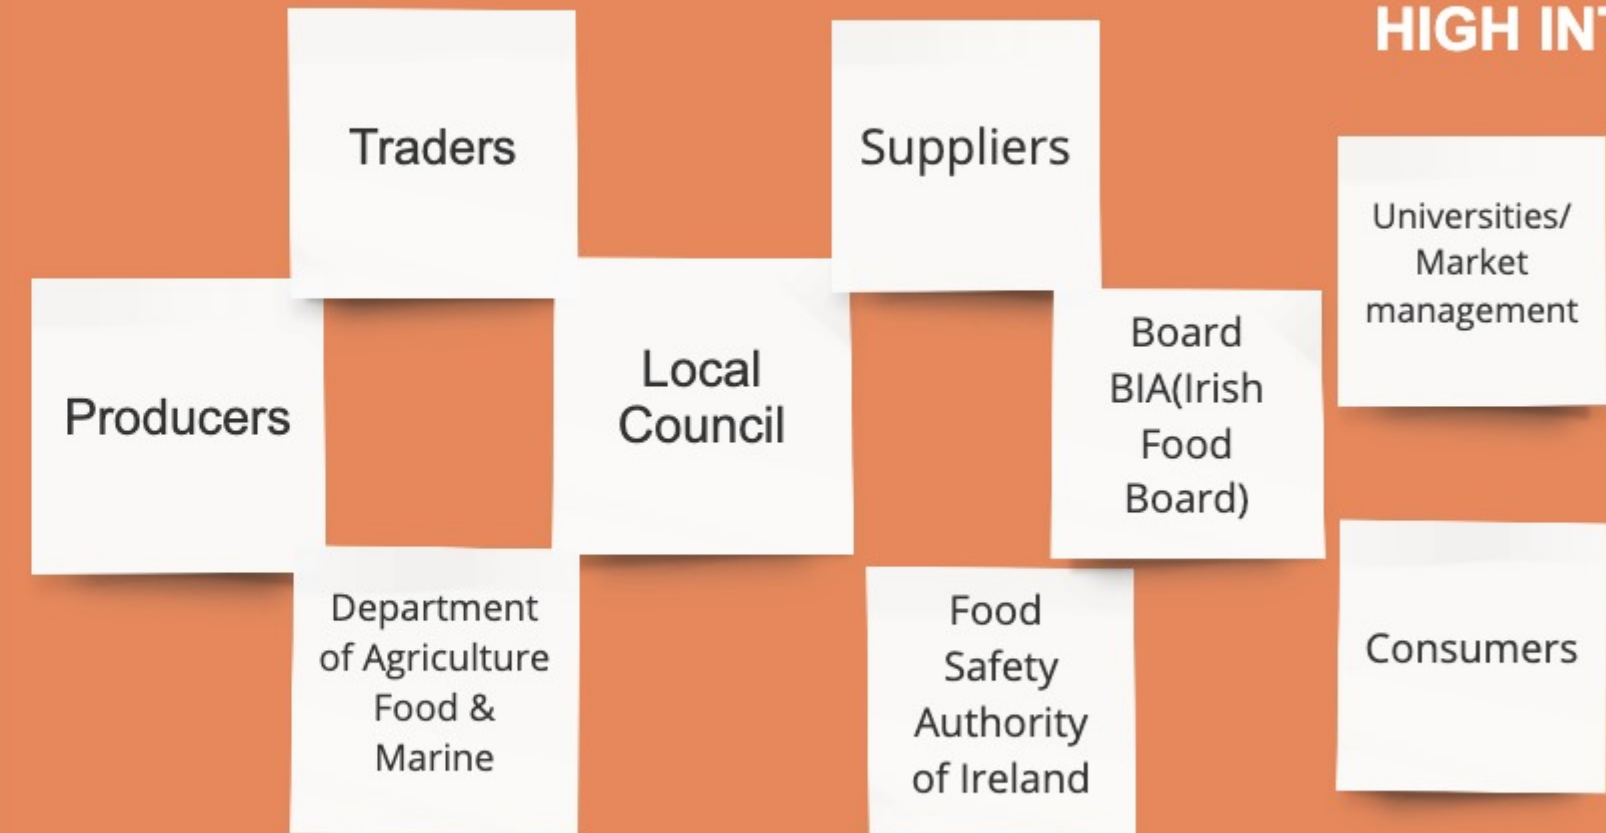 HIGH IN
Traders
Suppliers
Universities/
Market
management
Producers
Local
Council
Board
BIA(Irish
Food
Board)
Department
of Agriculture
Food &
Marine
Food
Safety
Authority
of Ireland
Consumers